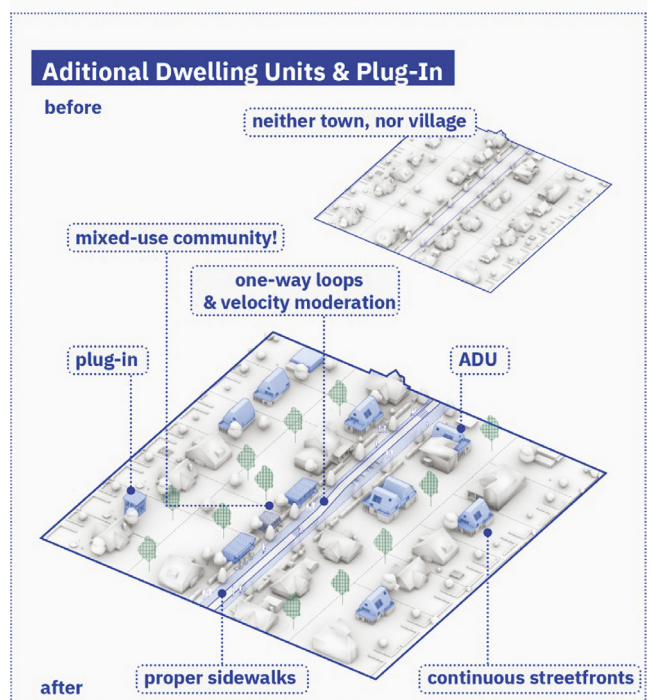 Aditional Dwelling Units & Plug-In
before
neither town, nor village
mixed-use community!
one-way loops
& velocity moderation
plug-in
ADU
proper sidewalks
continuous streetfronts
after